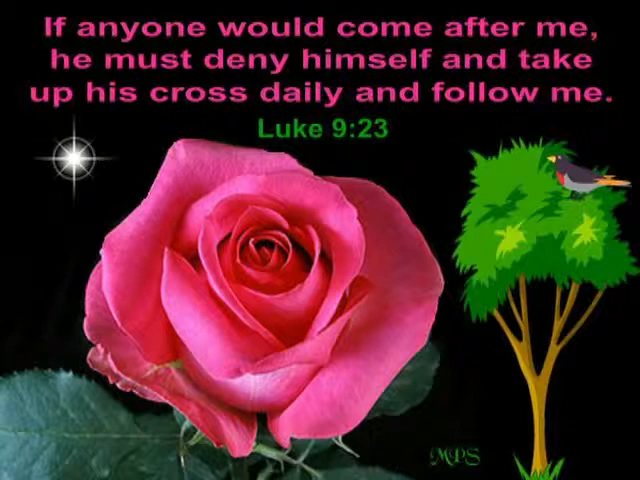 If anyone would come after me,
he must deny himself and take
up his cross daily and follow me.
Luke 9:23
MPS